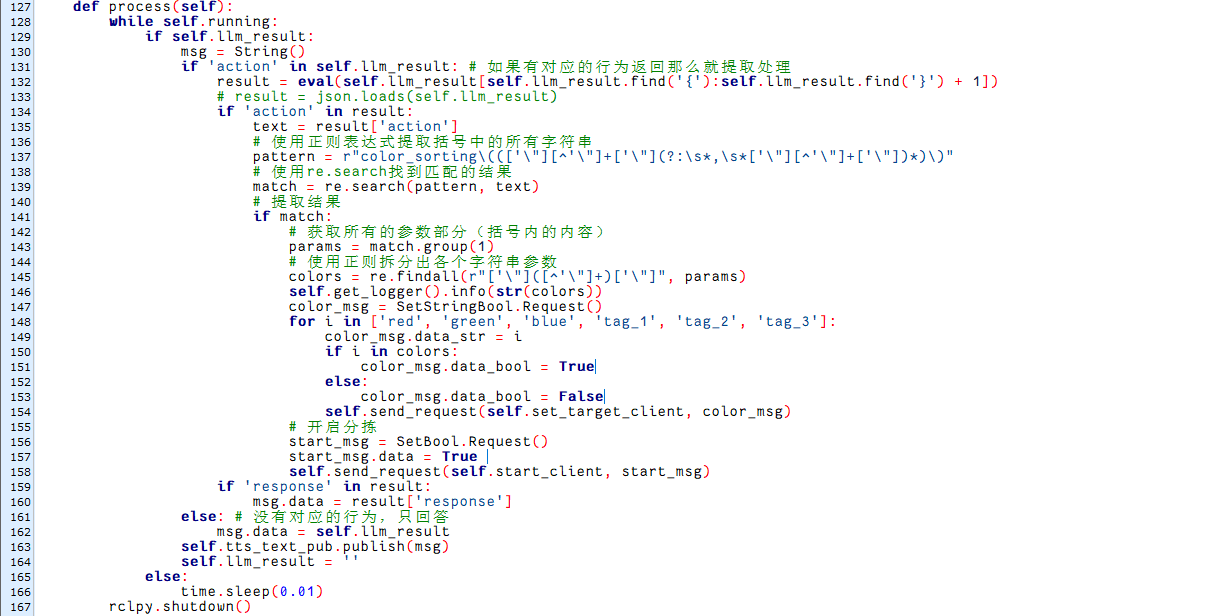 127    def process(self):
128        while self.running:
129            if self.llm_result:
130                msg = String()
131                if 'action' in self.llm_result: # 如果有对应的行为返回那么就提取处理
132                    result = eval(self.llm_result[self.llm_result.find('{'):self.llm_result.find('}') + 1])
133                    # result = json.loads(self.llm_result)
134                    if 'action' in result:
135                        text = result['action']
136                        # 使用正则表达式提取括号中的所有字符串
137                        pattern = r"color_sorting\((['\"][^'\"]+['\"](?:\s*,\s*['\"][^'\"]+['\"])*)\)"
138                        # 使用re.search找到匹配的结果
139                        match = re.search(pattern, text)
140                        # 提取结果
141                        if match:
142                            # 获取所有的参数部分（括号内的内容）
143                            params = match.group(1)
144                            # 使用正则拆分出各个字符串参数
145                            colors = re.findall(r"['\"]([^'\"]+)['\"]", params)
146                            self.get_logger().info(str(colors))
147                            color_msg = SetStringBool.Request()
148                            for i in ['red', 'green', 'blue', 'tag_1', 'tag_2', 'tag_3']:
149                                color_msg.data_str = i
150                                if i in colors:
151                                    color_msg.data_bool = True
152                                else:
153                                    color_msg.data_bool = False
154                                self.send_request(self.set_target_client, color_msg)
155                            # 开启分拣
156                            start_msg = SetBool.Request()
157                            start_msg.data = True
158                            self.send_request(self.start_client, start_msg)
159                    if 'response' in result:
160                        msg.data = result['response']
161                else: # 没有对应的行为，只回答
162                    msg.data = self.llm_result
163                self.tts_text_pub.publish(msg)
164                self.llm_result = ''
165            else:
166                time.sleep(0.01)
167        rclpy.shutdown()